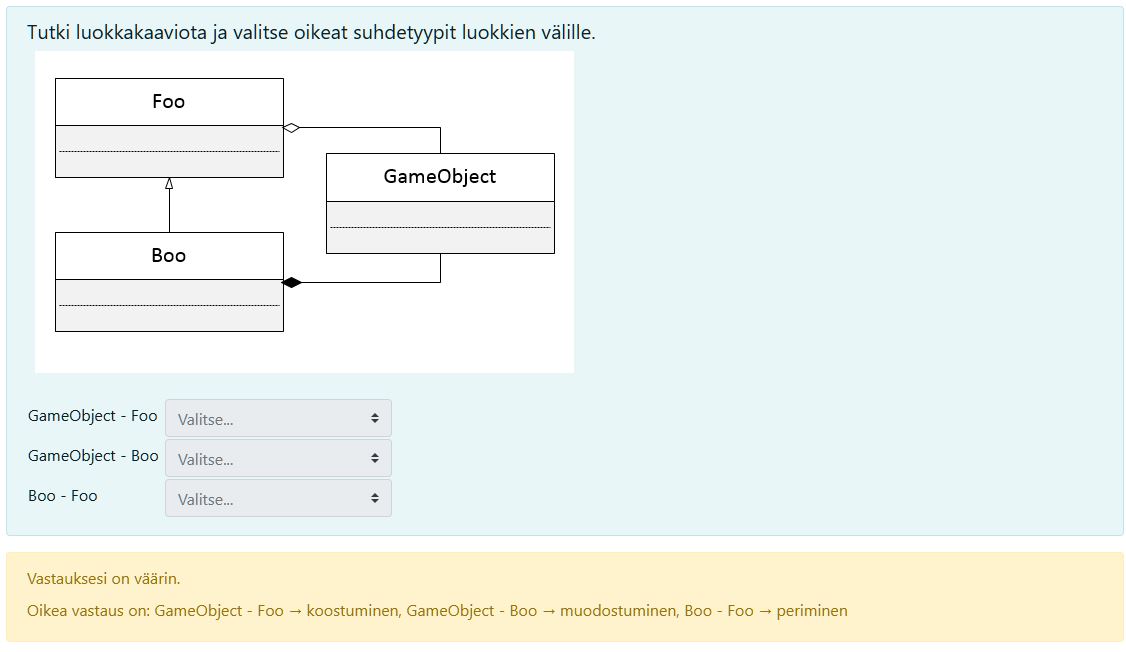 Tutki luokkakaaviota ja valitse oikeat suhdetyypit luokkien välille.
Foo
GameObject
Boo
GameObject - Foo Valitse...
GameObject - Boo Valitse...
Boo - Foo Valitse...
Vastauksesi on väärin.
Oikea vastaus on: GameObject - Foo → koostuminen, GameObject - Boo → muodostuminen, Boo - Foo → periminen